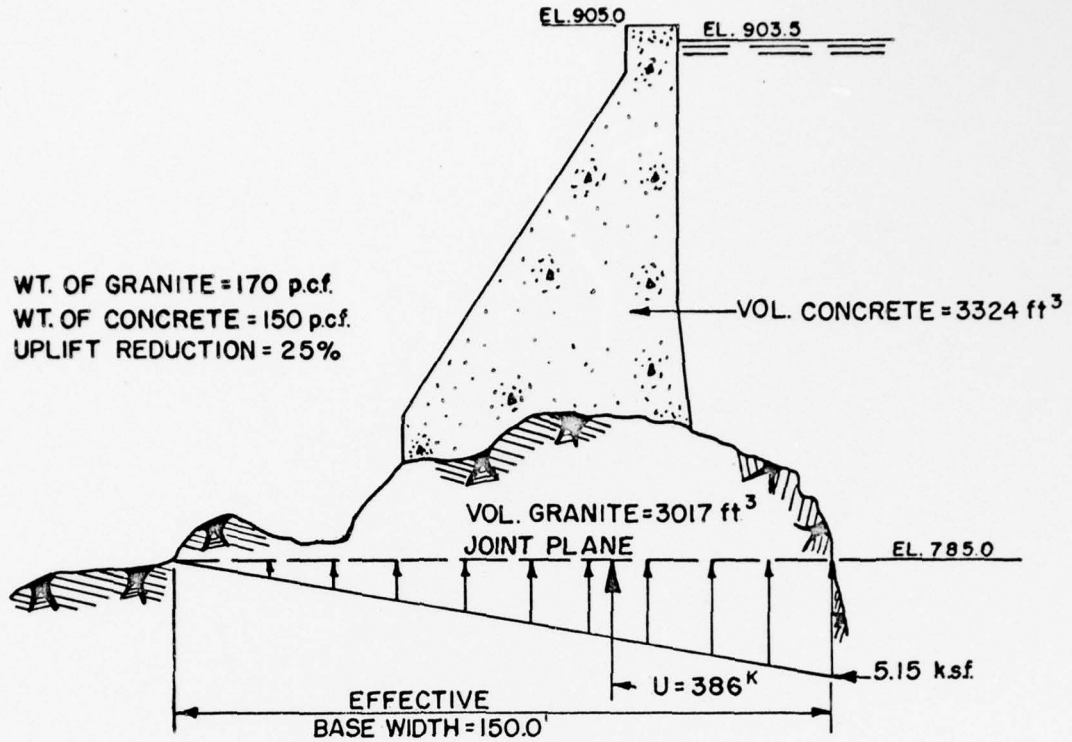 EL. 905.0
EL. 903.5
WT. OF GRANITE = 170 p.c.f.
WT. OF CONCRETE = 150 p.c.f.
UPLIFT REDUCTION = 25%
VOL. CONCRETE = 3324 ft³
VOL. GRANITE = 3017 ft³
JOINT PLANE
EL. 785.0
5.15 k.s.f.
U = 386ᴷ
EFFECTIVE
BASE WIDTH = 150.0'